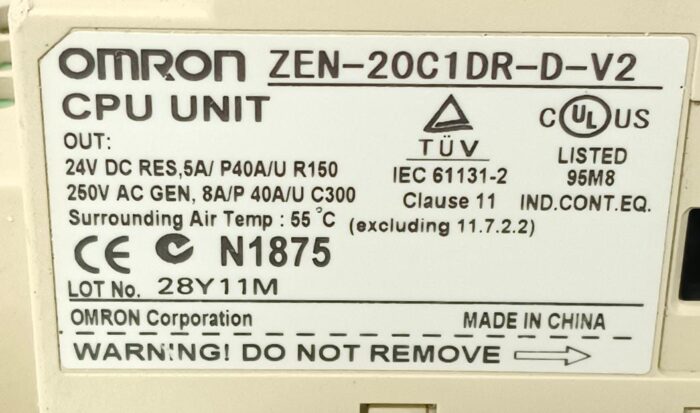 OMRON ZEN-20C1DR-D-V2
CPU UNIT
OUT:
24V DC RES,5A/ P40A/U R150
250V AC GEN, 8A/P 40A/U C300
Surrounding Air Temp : 55°C
TÜV
IEC 61131-2
Clause 11
(excluding 11.7.2.2)
C UL US
LISTED
95M8
IND.CONT.EQ.
CE C N1875
LOT No. 28Y11M
OMRON Corporation MADE IN CHINA
WARNING! DO NOT REMOVE